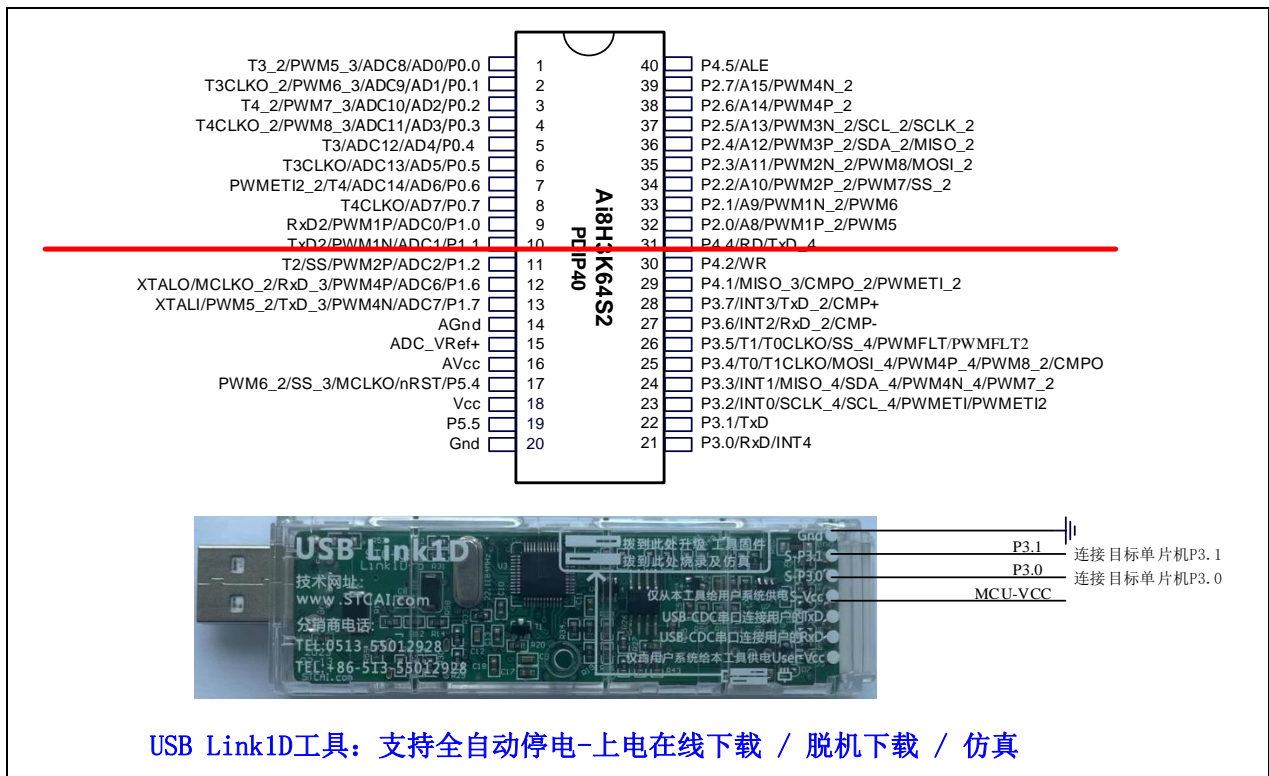 T3_2/PWM5_3/ADC8/AD0/P0.0 1 40 P4.5/ALE
T3CLKO_2/PWM6_3/ADC9/AD1/P0.1 2 39 P2.7/A15/PWM4N_2
T4_2/PWM7_3/ADC10/AD2/P0.2 3 38 P2.6/A14/PWM4P_2
T4CLKO_2/PWM8_3/ADC11/AD3/P0.3 4 37 P2.5/A13/PWM3N_2/SCL_2/SCLK_2
T3/ADC12/AD4/P0.4 5 36 P2.4/A12/PWM3P_2/SDA_2/MISO_2
T3CLKO/ADC13/AD5/P0.5 6 35 P2.3/A11/PWM2N_2/PWM8/MOSI_2
PWMETI2_2/T4/ADC14/AD6/P0.6 7 34 P2.2/A10/PWM2P_2/PWM7/SS_2
T4CLKO/AD7/P0.7 8 33 P2.1/A9/PWM1N_2/PWM6
RxD2/PWM1P/ADC0/P1.0 9 32 P2.0/A8/PWM1P_2/PWM5
TxD2/PWM1N/ADC1/P1.1 10 31 P4.4/RD/TxD_4
T2/SS/PWM2P/ADC2/P1.2 11 30 P4.2/WR
XTALO/MCLKO_2/RxD_3/PWM4P/ADC6/P1.6 12 29 P4.1/MISO_3/CMPO_2/PWMETI_2
XTALI/PWM5_2/TxD_3/PWM4N/ADC7/P1.7 13 28 P3.7/INT3/TxD_2/CMP+
AGnd 14 27 P3.6/INT2/RxD_2/CMP-
ADC_VRef+ 15 26 P3.5/T1/T0CLKO/SS_4/PWMFLT/PWMFLT2
AVcc 16 25 P3.4/T0/T1CLKO/MOSI_4/PWM4P_4/PWM8_2/CMPO
PWM6_2/SS_3/MCLKO/nRST/P5.4 17 24 P3.3/INT1/MISO_4/SDA_4/PWM4N_4/PWM7_2
Vcc 18 23 P3.2/INT0/SCLK_4/SCL_4/PWMETI/PWMETI2
P5.5 19 22 P3.1/TxD
Gnd 20 21 P3.0/RxD/INT4
Ai8H3K64S2
PDIP40
USB Link1D
技术网址:
www.STCAI.com
分销商电话:
TEL:0513-55012928
TEL:+86-513-55012928
STCAI.com
拨到此处升级 工具固件
拨到此处烧录及仿真
Gnd
S-P3.1
S-P3.0
仅从本工具给用户系统供电S-Vcc
USB-CDC串口连接用户的TxD
USB-CDC串口连接用户的RxD
仅由用户系统给本工具供电User-Vcc
P3.1 连接目标单片机P3.1
P3.0 连接目标单片机P3.0
MCU-VCC
USB Link1D工具：支持全自动停电-上电在线下载 / 脱机下载 / 仿真